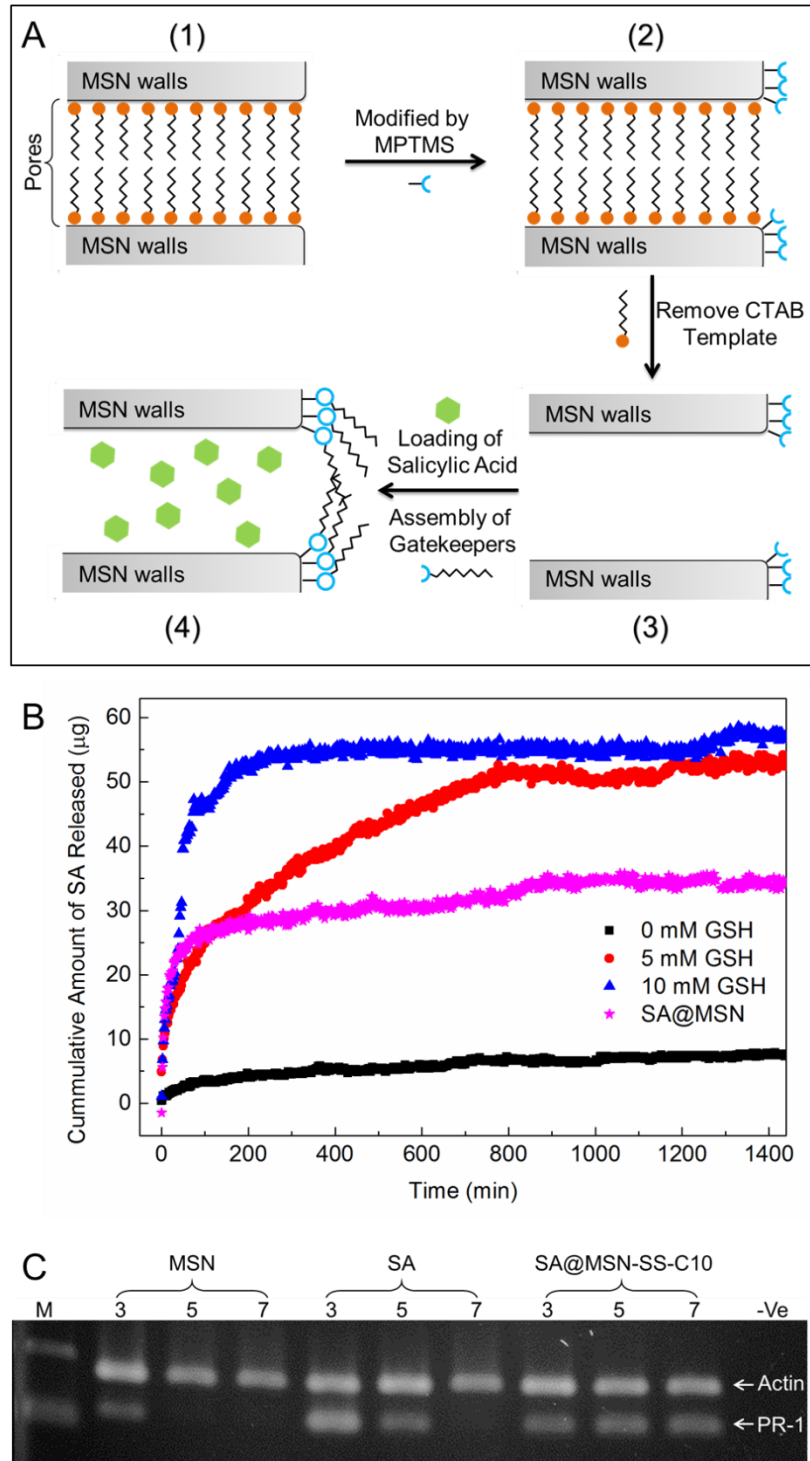 A
(1)
(2)
MSN walls
MSN walls
Pores
Modified by
MPTMS
MSN walls
MSN walls
Remove CTAB
Template
MSN walls
MSN walls
Loading of
Salicylic Acid
Assembly of
Gatekeepers
MSN walls
MSN walls
(4)
(3)
B
Cummulative Amount of SA Released (µg)
60
50
40
30
20
10
0
0 mM GSH
5 mM GSH
10 mM GSH
SA@MSN
0 200 400 600 800 1000 1200 1400
Time (min)
C
MSN SA SA@MSN-SS-C10
M 3 5 7 3 5 7 3 5 7 -Ve
Actin
PR-1